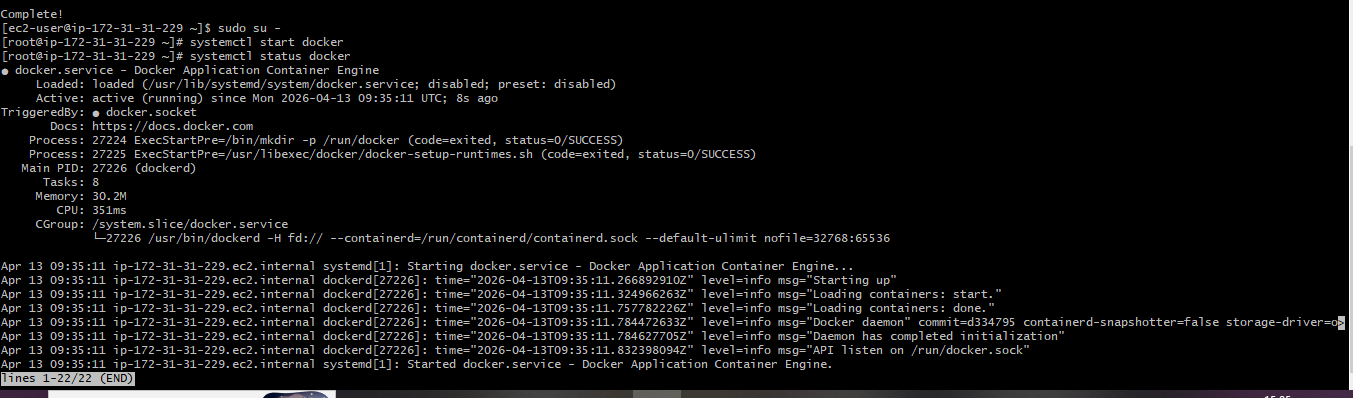 Complete!
[ec2-user@ip-172-31-31-229 ~]$ sudo su -
[root@ip-172-31-31-229 ~]# systemctl start docker
[root@ip-172-31-31-229 ~]# systemctl status docker
● docker.service - Docker Application Container Engine
Loaded: loaded (/usr/lib/systemd/system/docker.service; disabled; preset: disabled)
Active: active (running) since Mon 2026-04-13 09:35:11 UTC; 8s ago
TriggeredBy: ● docker.socket
Docs: https://docs.docker.com
Process: 27224 ExecStartPre=/bin/mkdir -p /run/docker (code=exited, status=0/SUCCESS)
Process: 27225 ExecStartPre=/usr/libexec/docker/docker-setup-runtimes.sh (code=exited, status=0/SUCCESS)
Main PID: 27226 (dockerd)
Tasks: 8
Memory: 30.2M
CPU: 351ms
CGroup: /system.slice/docker.service
└─27226 /usr/bin/dockerd -H fd:// --containerd=/run/containerd/containerd.sock --default-ulimit nofile=32768:65536
Apr 13 09:35:11 ip-172-31-31-229.ec2.internal systemd[1]: Starting docker.service - Docker Application Container Engine...
Apr 13 09:35:11 ip-172-31-31-229.ec2.internal dockerd[27226]: time="2026-04-13T09:35:11.266892910Z" level=info msg="Starting up"
Apr 13 09:35:11 ip-172-31-31-229.ec2.internal dockerd[27226]: time="2026-04-13T09:35:11.324966263Z" level=info msg="Loading containers: start."
Apr 13 09:35:11 ip-172-31-31-229.ec2.internal dockerd[27226]: time="2026-04-13T09:35:11.757782226Z" level=info msg="Loading containers: done."
Apr 13 09:35:11 ip-172-31-31-229.ec2.internal dockerd[27226]: time="2026-04-13T09:35:11.784472633Z" level=info msg="Docker daemon" commit=d334795 containerd-snapshotter=false storage-driver=o>
Apr 13 09:35:11 ip-172-31-31-229.ec2.internal dockerd[27226]: time="2026-04-13T09:35:11.784627705Z" level=info msg="Daemon has completed initialization"
Apr 13 09:35:11 ip-172-31-31-229.ec2.internal dockerd[27226]: time="2026-04-13T09:35:11.832398094Z" level=info msg="API listen on /run/docker.sock"
Apr 13 09:35:11 ip-172-31-31-229.ec2.internal systemd[1]: Started docker.service - Docker Application Container Engine.
lines 1-22/22 (END)